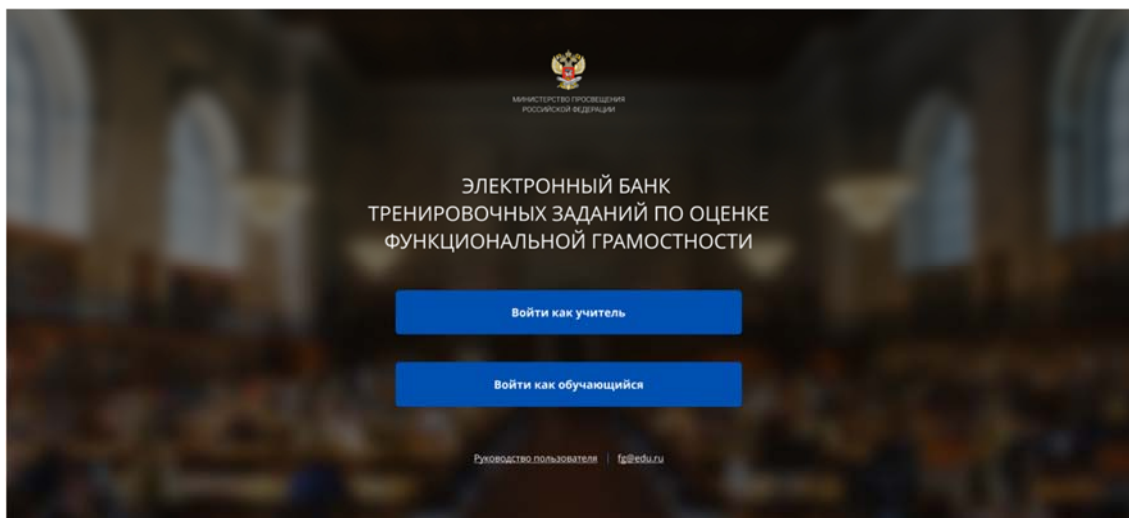 МИНИСТЕРСТВО ПРОСВЕЩЕНИЯ
РОССИЙСКОЙ ФЕДЕРАЦИИ
ЭЛЕКТРОННЫЙ БАНК
ТРЕНИРОВОЧНЫХ ЗАДАНИЙ ПО ОЦЕНКЕ
ФУНКЦИОНАЛЬНОЙ ГРАМОСТНОСТИ
Войти как учитель
Войти как обучающийся
Руководство пользователя | fg@edu.ru